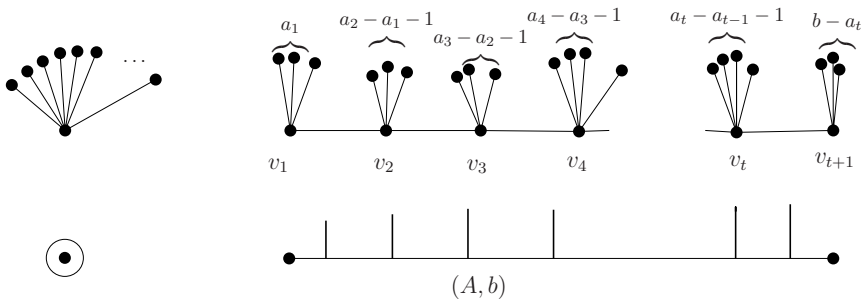 $a_1$ $a_2 - a_1 - 1$ $a_3 - a_2 - 1$ $a_4 - a_3 - 1$ $a_t - a_{t-1} - 1$ $b - a_t$
...
$v_1$ $v_2$ $v_3$ $v_4$ $v_t$ $v_{t+1}$
$(A, b)$